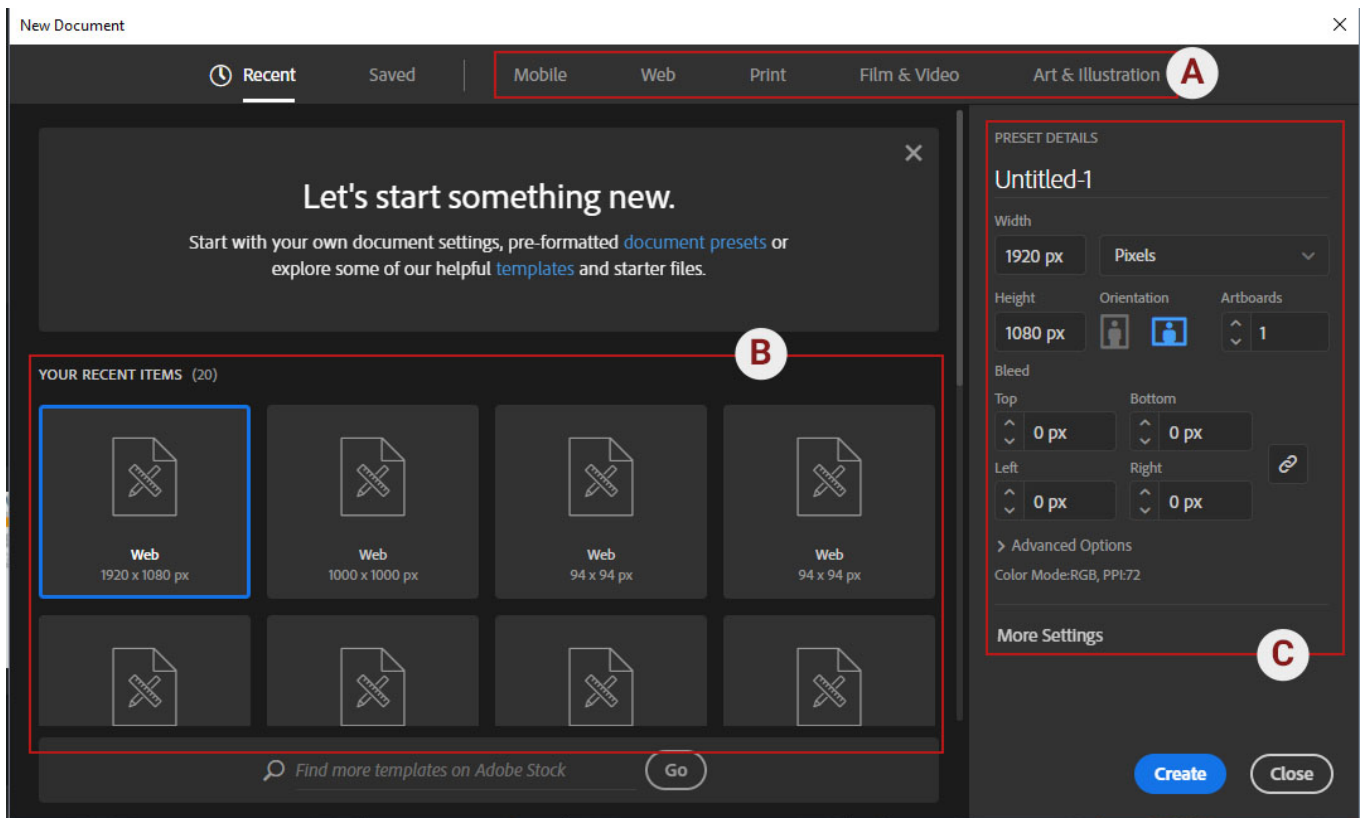 New Document
Recent Saved Mobile Web Print Film & Video Art & Illustration A
Let's start something new.
Start with your own document settings, pre-formatted document presets or
explore some of our helpful templates and starter files.
B
YOUR RECENT ITEMS (20)
Web
1920 x 1080 px
Web
1000 x 1000 px
Web
94 x 94 px
Web
94 x 94 px
Find more templates on Adobe Stock Go
PRESET DETAILS
Untitled-1
Width
1920 px Pixels
Height Orientation Artboards
1080 px 1
Bleed
Top Bottom
0 px 0 px
Left Right
0 px 0 px
Advanced Options
Color Mode:RGB, PPI:72
More Settings
C
Create Close